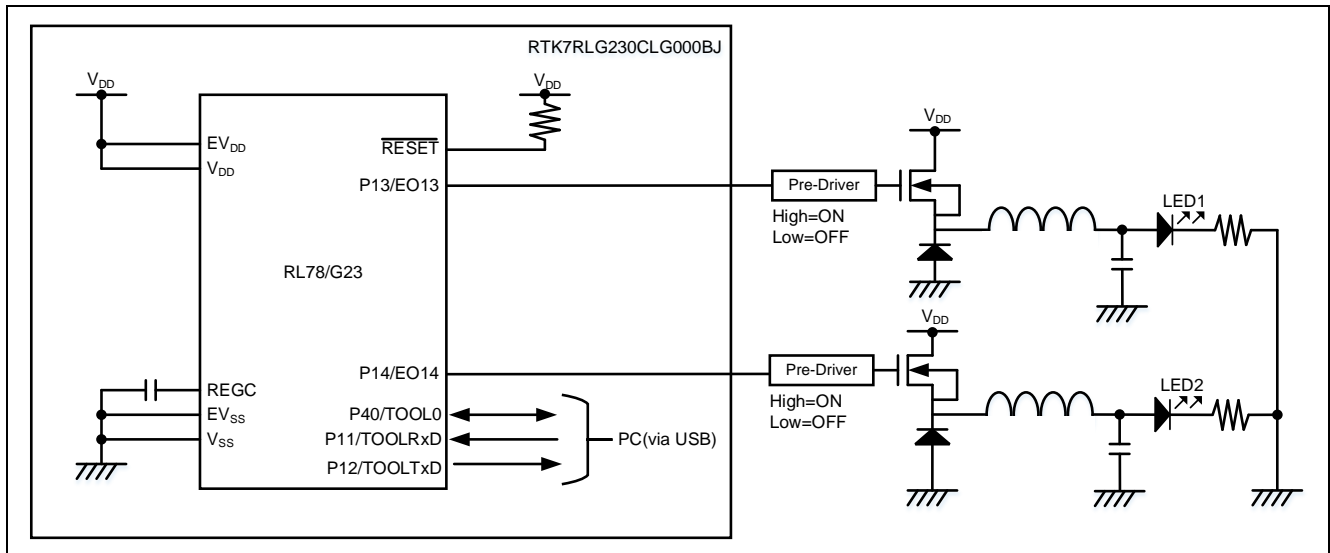 RTK7RLG230CLG000BJ
VDD
VDD
EVDD
VDD
RESET
P13/EO13
RL78/G23
P14/EO14
REGC
EVSS
VSS
P40/TOOL0
P11/TOOLRxD
P12/TOOLTxD
PC(via USB)
VDD
Pre-Driver
High=ON
Low=OFF
LED1
VDD
Pre-Driver
High=ON
Low=OFF
LED2